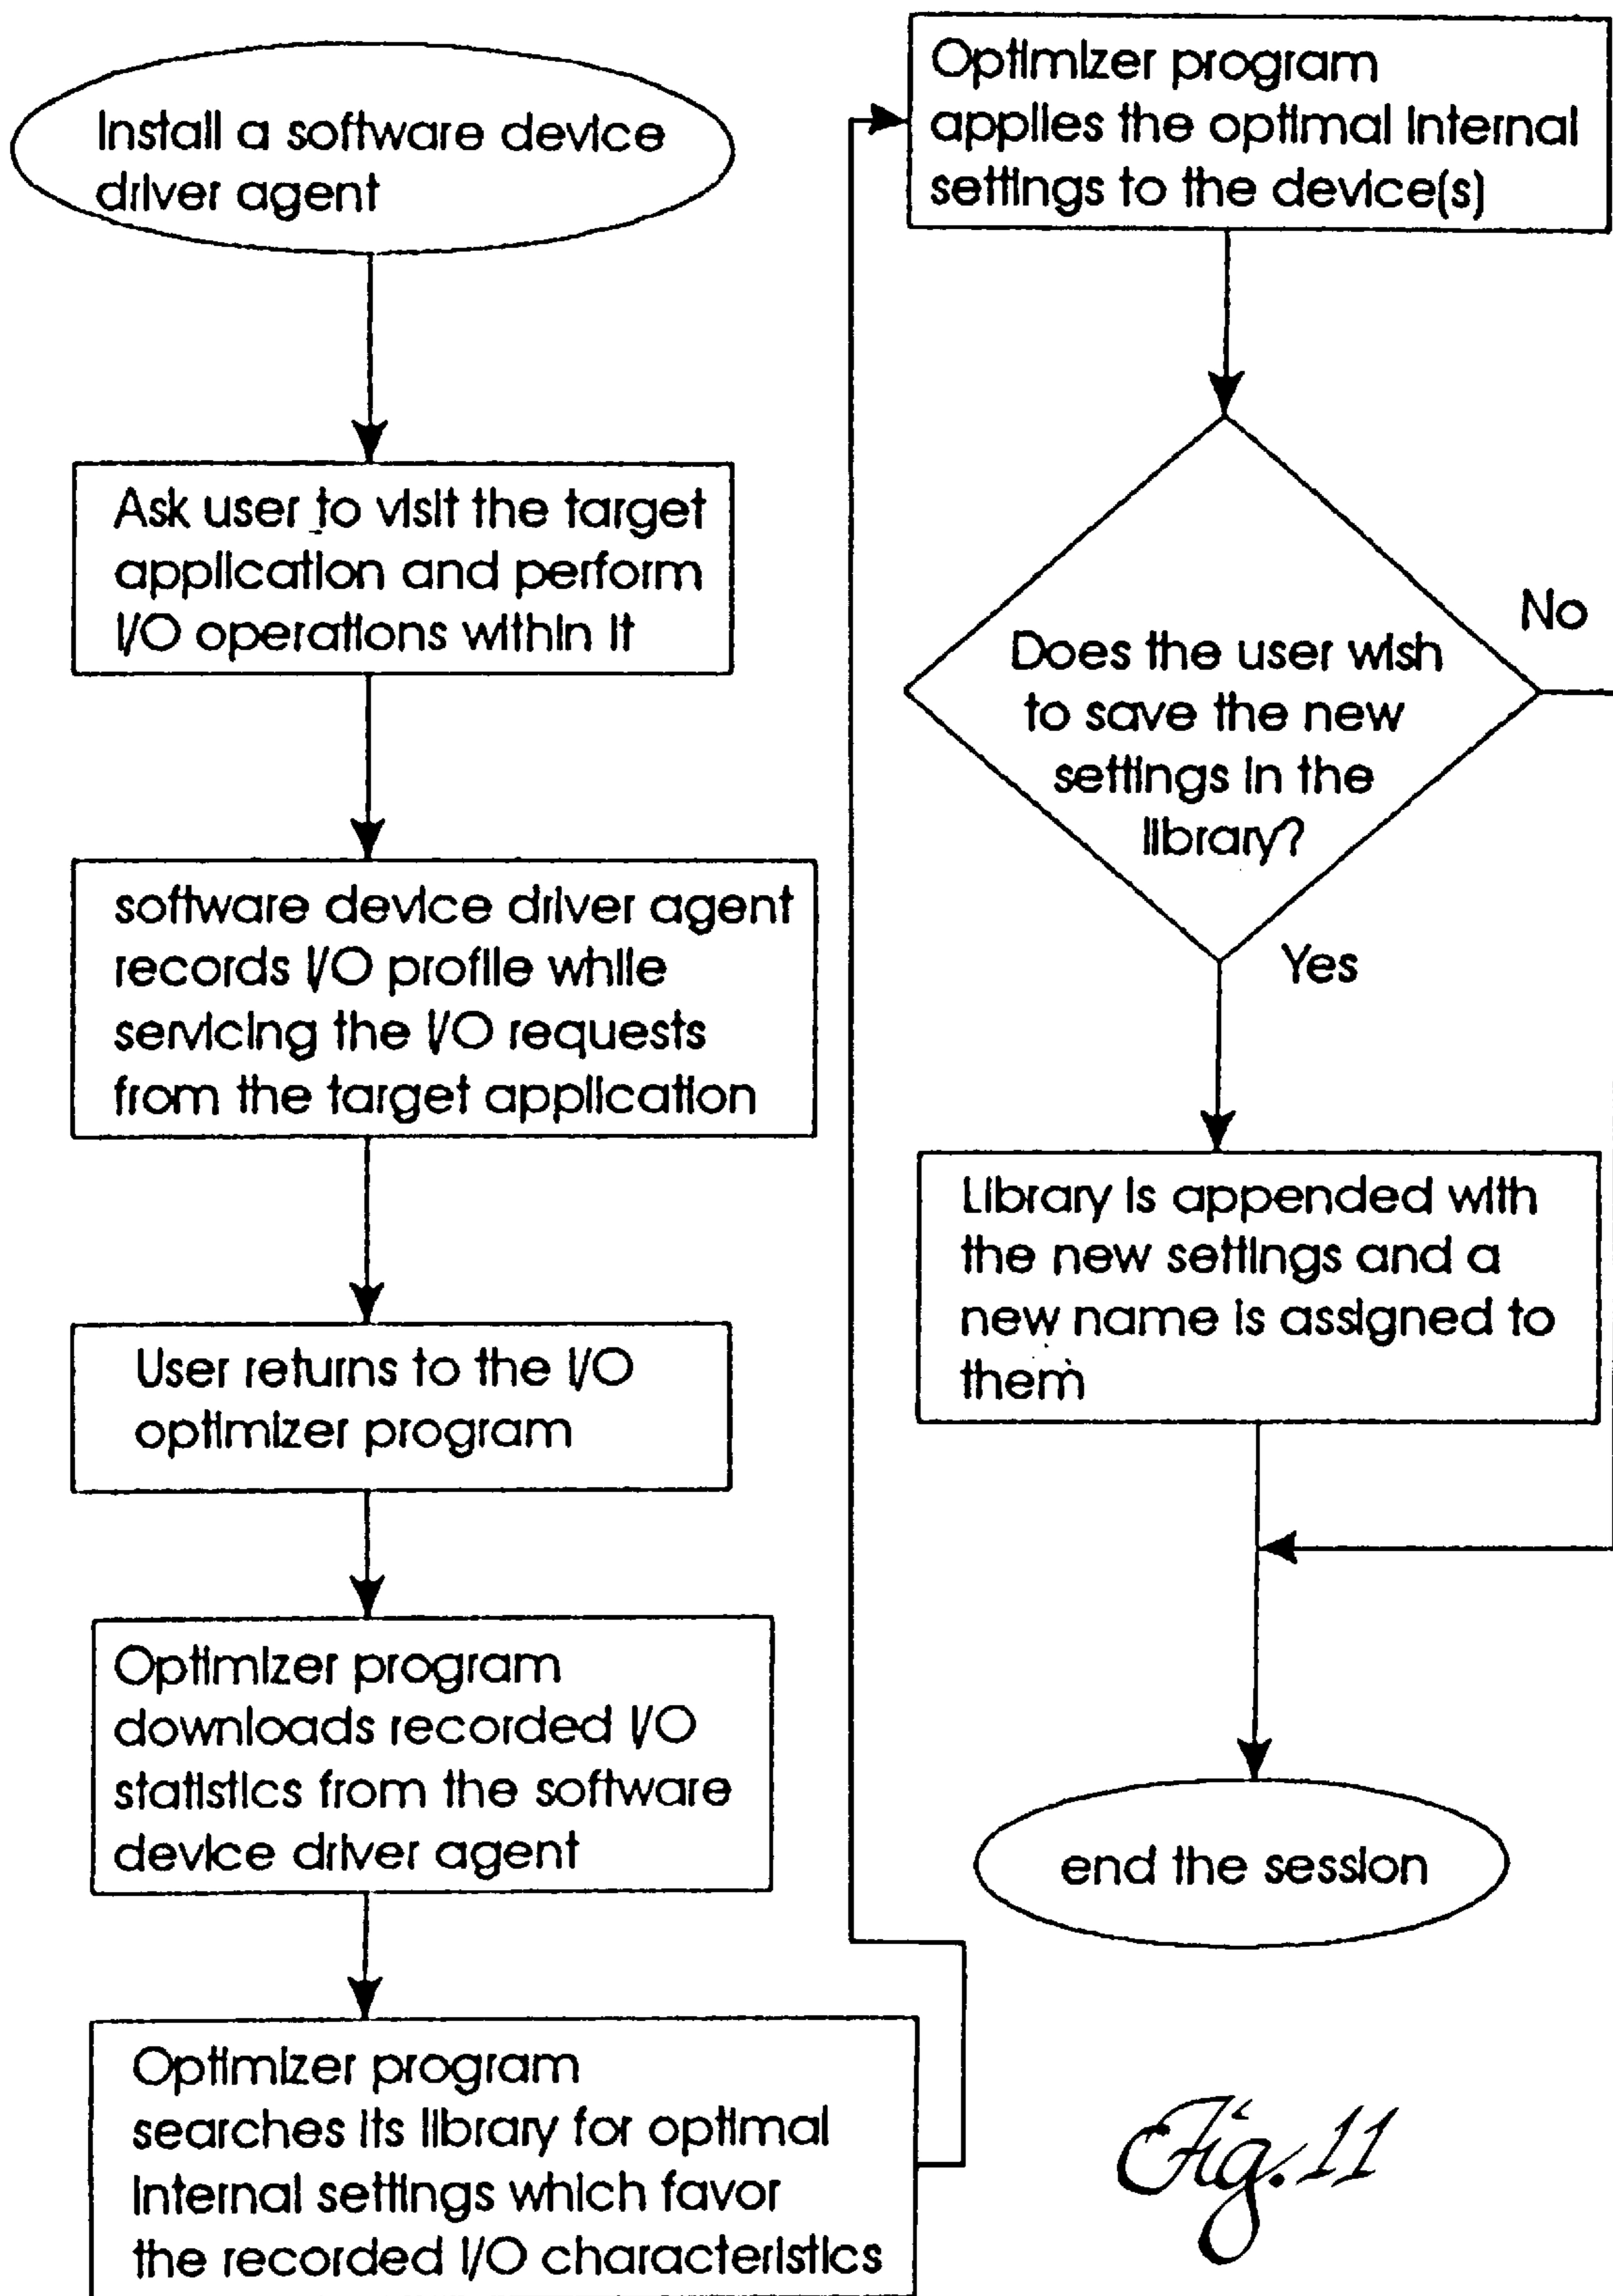 Install a software device
driver agent
Ask user to visit the target
application and perform
I/O operations within it
software device driver agent
records I/O profile while
servicing the I/O requests
from the target application
User returns to the I/O
optimizer program
Optimizer program
downloads recorded I/O
statistics from the software
device driver agent
Optimizer program
searches its library for optimal
internal settings which favor
the recorded I/O characteristics
Optimizer program
applies the optimal internal
settings to the device(s)
Does the user wish
to save the new
settings in the
library?
No
Yes
Library is appended with
the new settings and a
new name is assigned to
them
end the session
Fig. 11